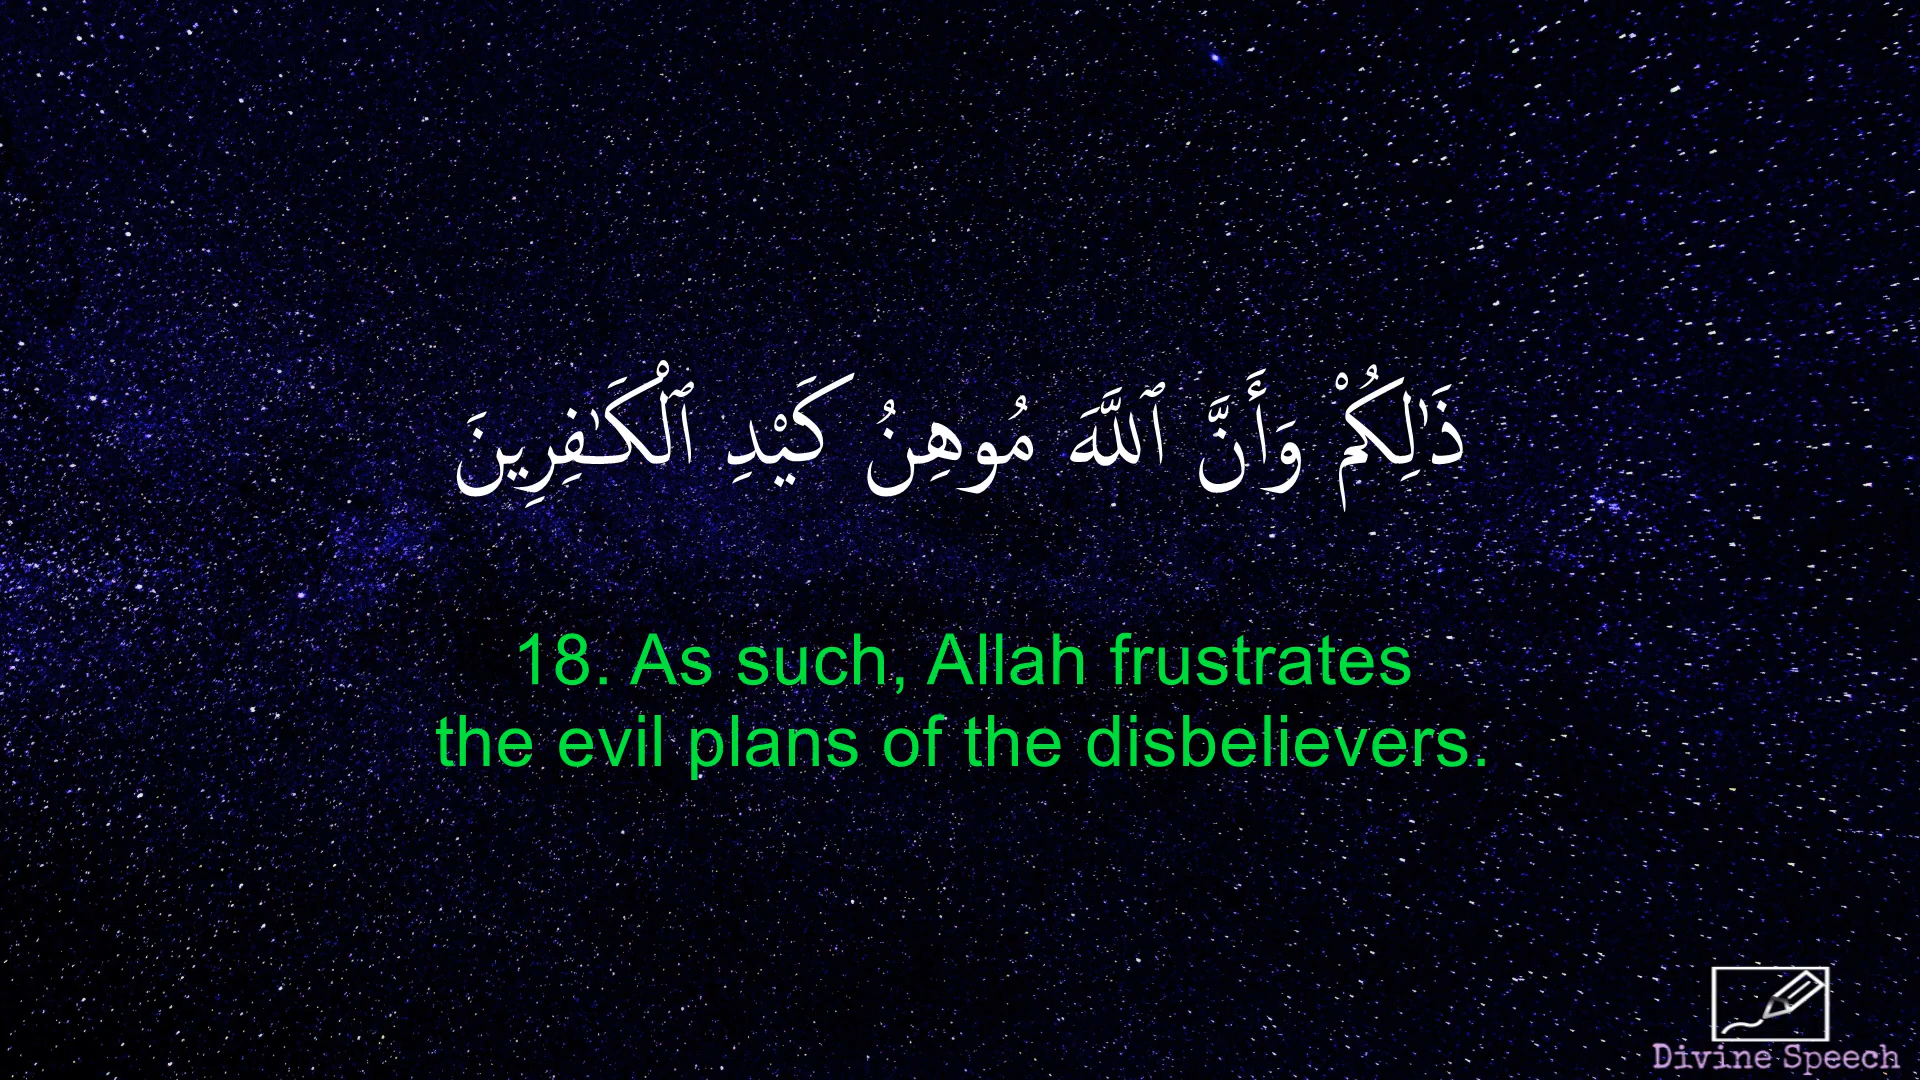 ذَٰلِكُمْ وَأَنَّ ٱللَّهَ مُوهِنُ كَيْدِ ٱلْكَـٰفِرِينَ
18. As such, Allah frustrates
the evil plans of the disbelievers.
Divine Speech